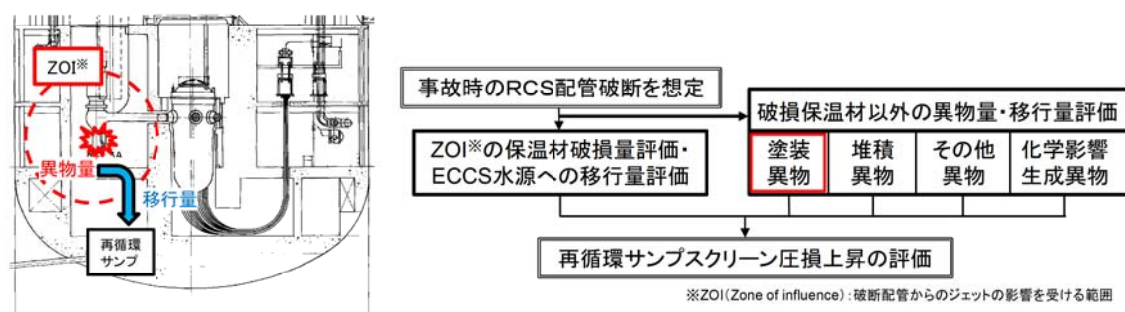 ZOI※
異物量
移行量
再循環
サンプ
事故時のRCS配管破断を想定
ZOI※の保温材破損量評価・
ECCS水源への移行量評価
破損保温材以外の異物量・移行量評価
塗装
異物
堆積
異物
その他
異物
化学影響
生成異物
再循環サンプスクリーン圧損上昇の評価
※ZOI(Zone of influence):破断配管からのジェットの影響を受ける範囲